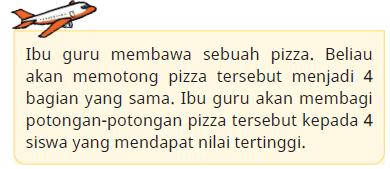 Ibu guru membawa sebuah pizza. Beliau
akan memotong pizza tersebut menjadi 4
bagian yang sama. Ibu guru akan membagi
potongan-potongan pizza tersebut kepada 4
siswa yang mendapat nilai tertinggi.